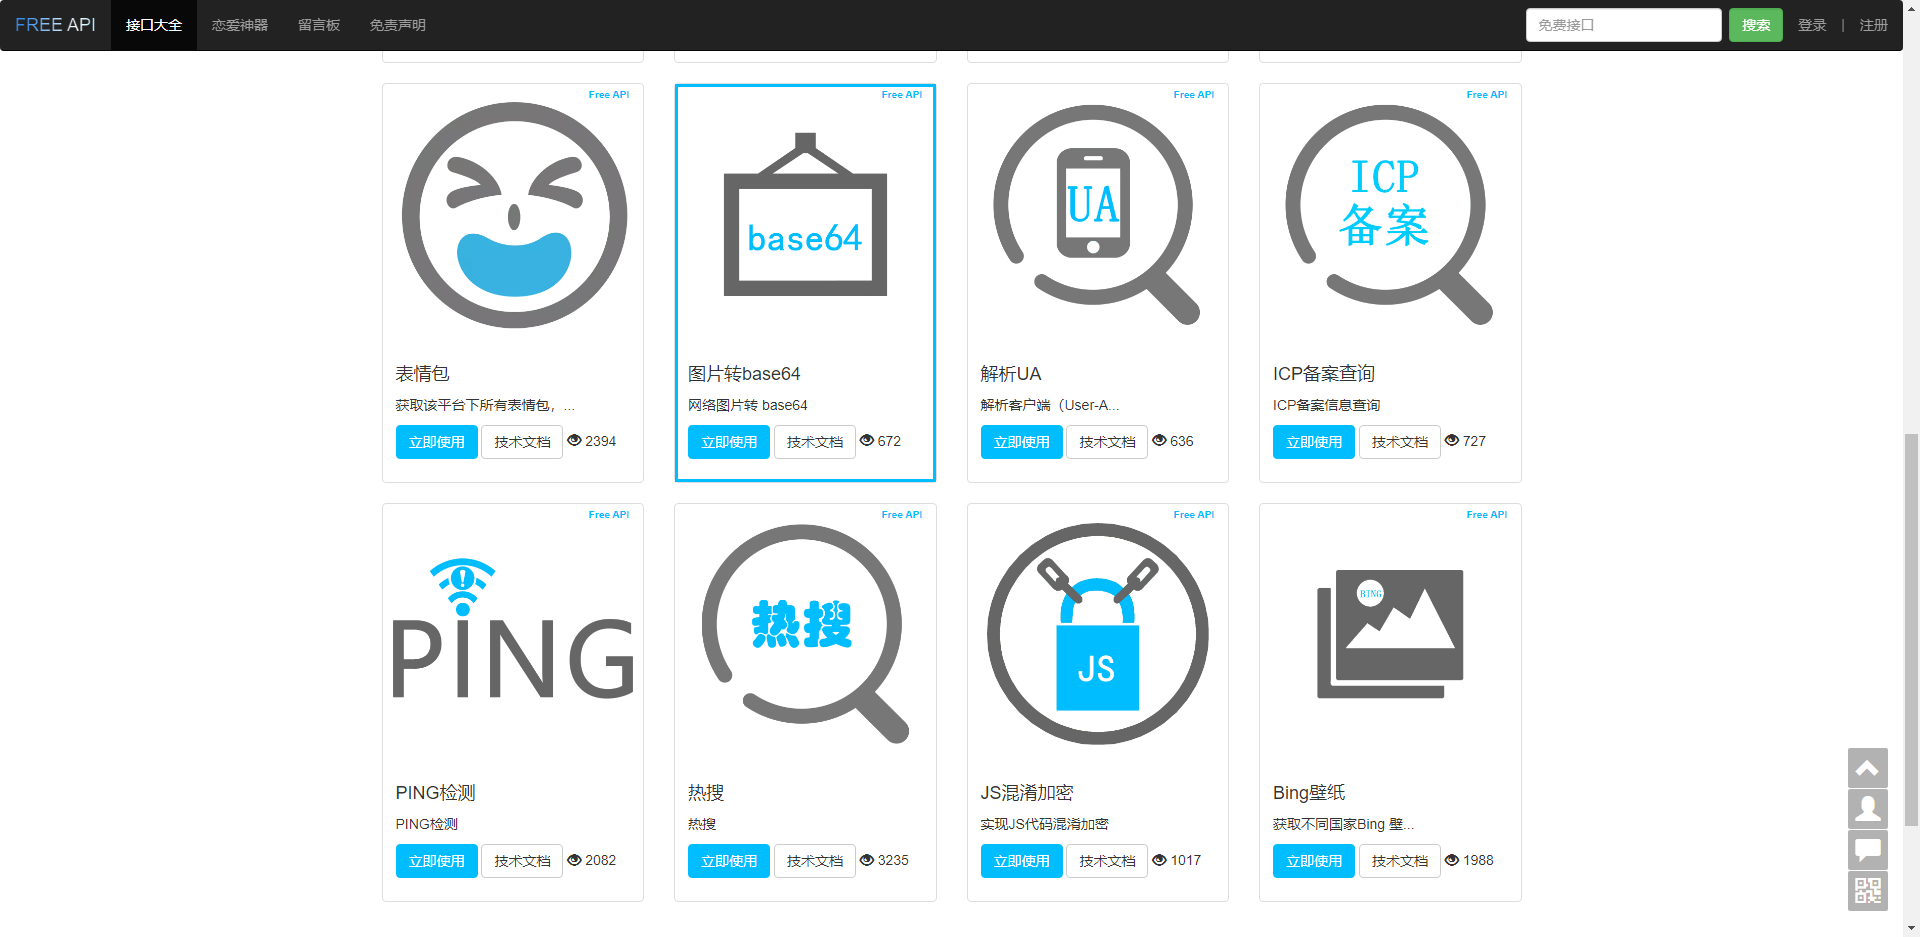 FREE API 接口大全 恋爱神器 留言板 免责声明 免费接口 搜索 登录 | 注册
Free API Free API Free API Free API
base64
UA
ICP
备案
表情包 图片转base64 解析UA ICP备案查询
获取该平台下所有表情包，... 网络图片转 base64 解析客户端（User-A... ICP备案信息查询
立即使用 技术文档 2394 立即使用 技术文档 672 立即使用 技术文档 636 立即使用 技术文档 727
Free API Free API Free API Free API
PING
热搜
JS
BING
PING检测 热搜 JS混淆加密 Bing壁纸
PING检测 热搜 实现JS代码混淆加密 获取不同国家Bing 壁...
立即使用 技术文档 2082 立即使用 技术文档 3235 立即使用 技术文档 1017 立即使用 技术文档 1988